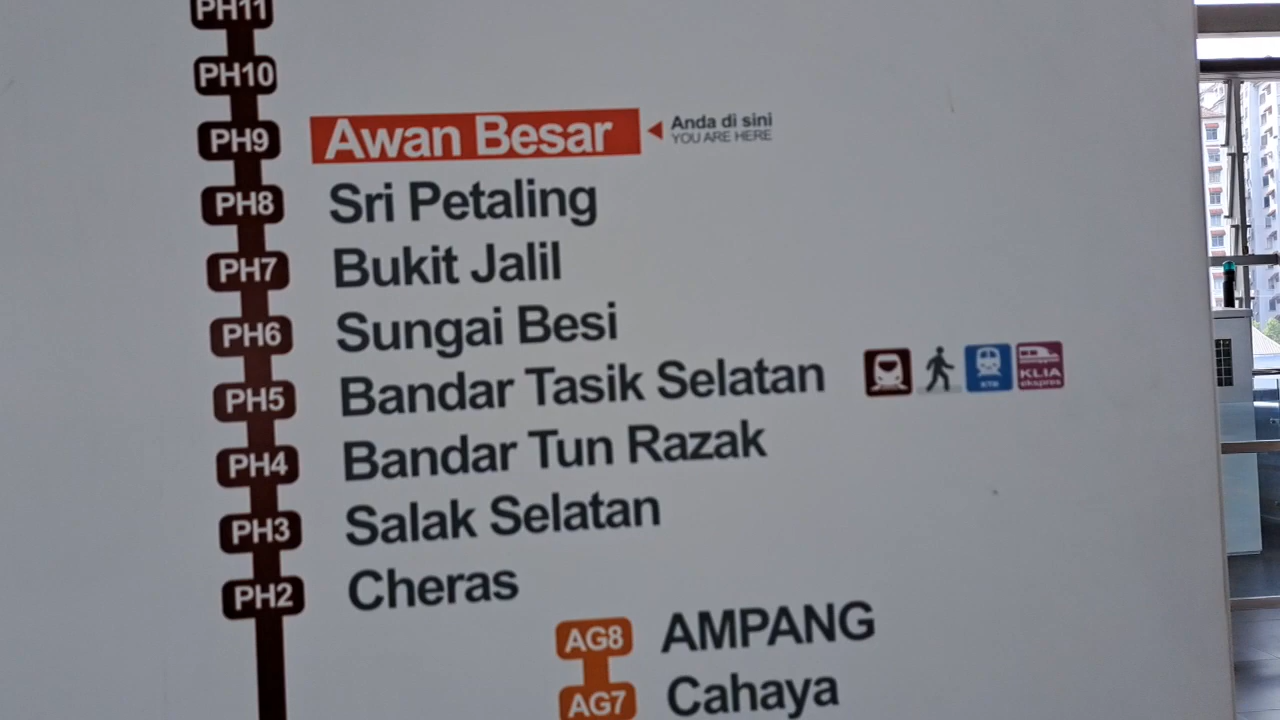 PH11
PH10
PH9 Awan Besar Anda di sini
YOU ARE HERE
PH8 Sri Petaling
PH7 Bukit Jalil
PH6 Sungai Besi
PH5 Bandar Tasik Selatan KTM KLIA ekspres
PH4 Bandar Tun Razak
PH3 Salak Selatan
PH2 Cheras
AG8 AMPANG
AG7 Cahaya